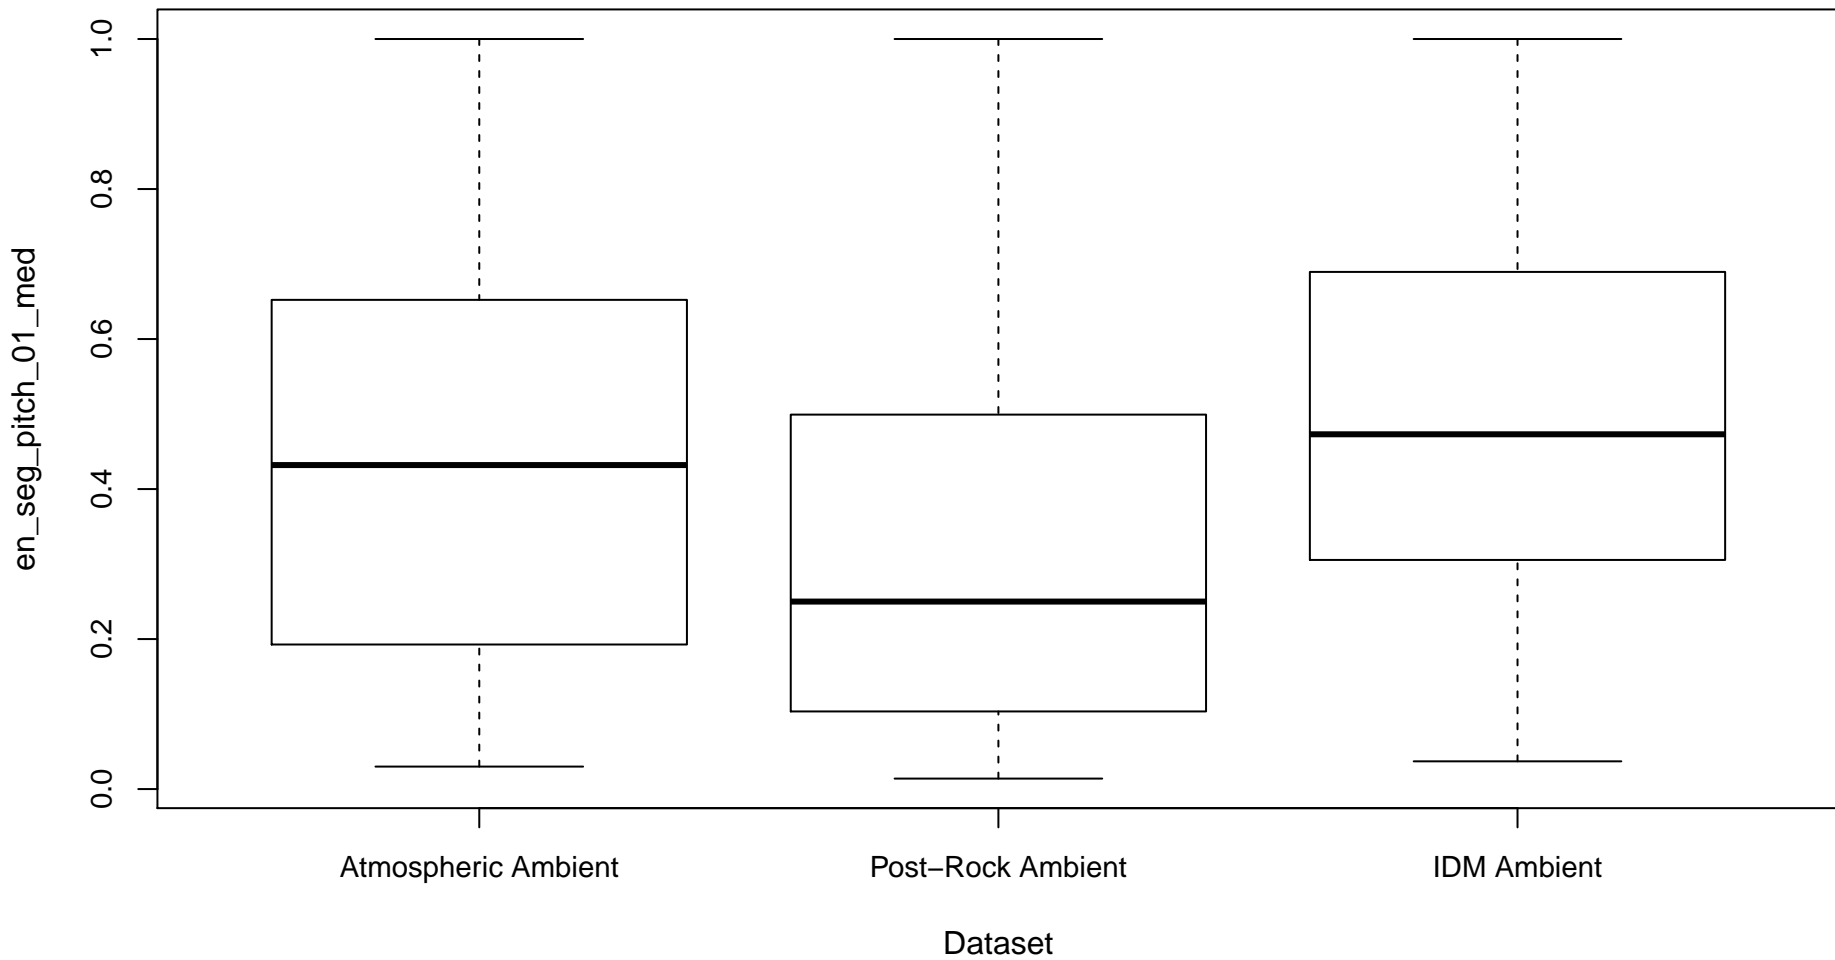 en_seg_pitch_01_med
1.0
0.8
0.6
0.4
0.2
0.0
Atmospheric Ambient
Post−Rock Ambient
IDM Ambient
Dataset